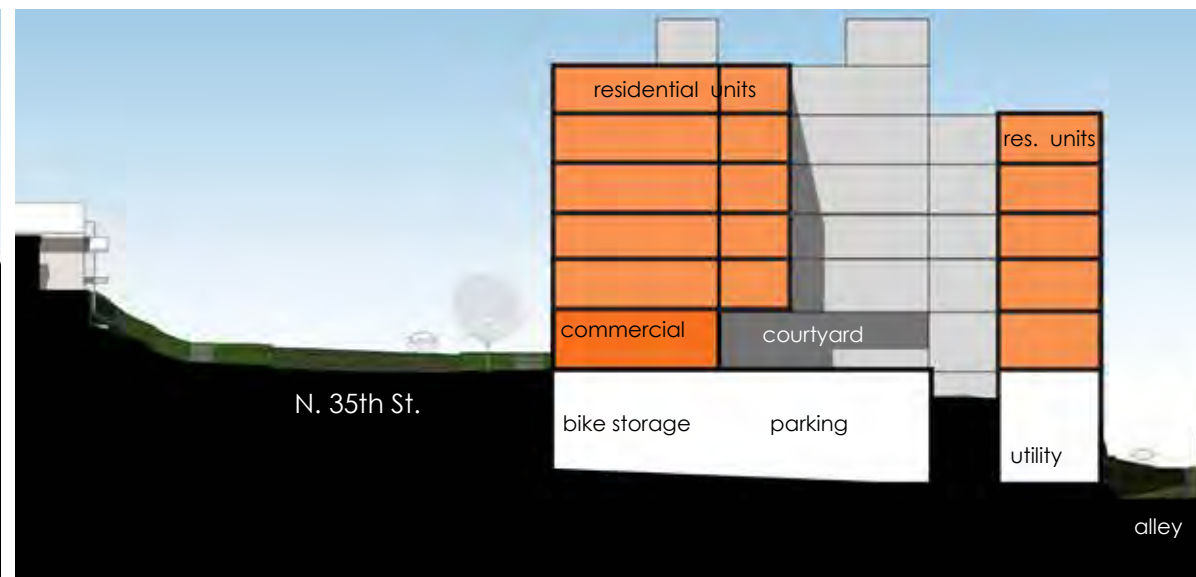 residential units
res. units
commercial
courtyard
N. 35th St.
bike storage
parking
utility
alley